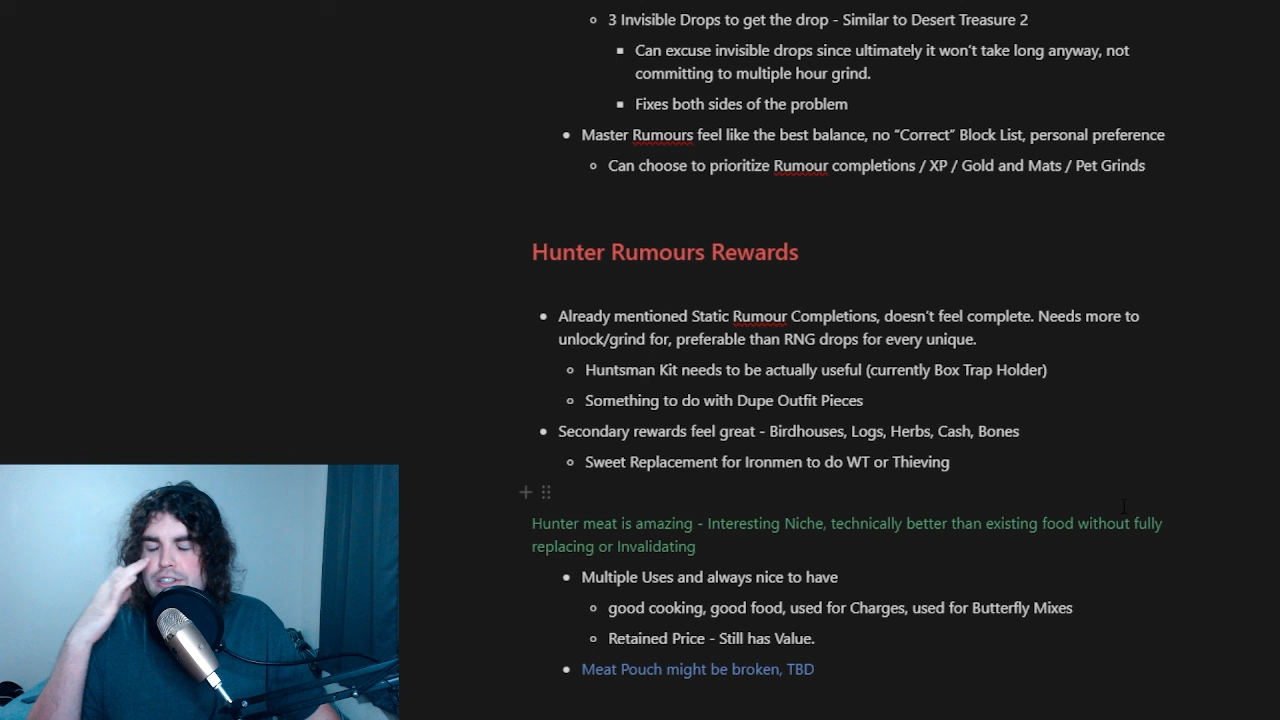 3 Invisible Drops to get the drop - Similar to Desert Treasure 2
Can excuse invisible drops since ultimately it won't take long anyway, not
committing to multiple hour grind.
Fixes both sides of the problem
Master Rumours feel like the best balance, no “Correct” Block List, personal preference
Can choose to prioritize Rumour completions / XP / Gold and Mats / Pet Grinds
Hunter Rumours Rewards
Already mentioned Static Rumour Completions, doesn't feel complete. Needs more to
unlock/grind for, preferable than RNG drops for every unique.
Huntsman Kit needs to be actually useful (currently Box Trap Holder)
Something to do with Dupe Outfit Pieces
Secondary rewards feel great - Birdhouses, Logs, Herbs, Cash, Bones
Sweet Replacement for Ironmen to do WT or Thieving
Hunter meat is amazing - Interesting Niche, technically better than existing food without fully
replacing or Invalidating
Multiple Uses and always nice to have
good cooking, good food, used for Charges, used for Butterfly Mixes
Retained Price - Still has Value.
Meat Pouch might be broken, TBD